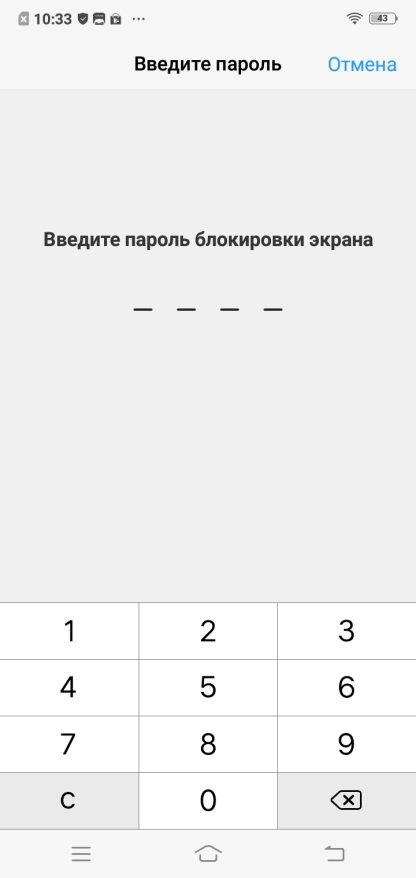 10:33 ... 43
Введите пароль Отмена
Введите пароль блокировки экрана
1 2 3
4 5 6
7 8 9
C 0